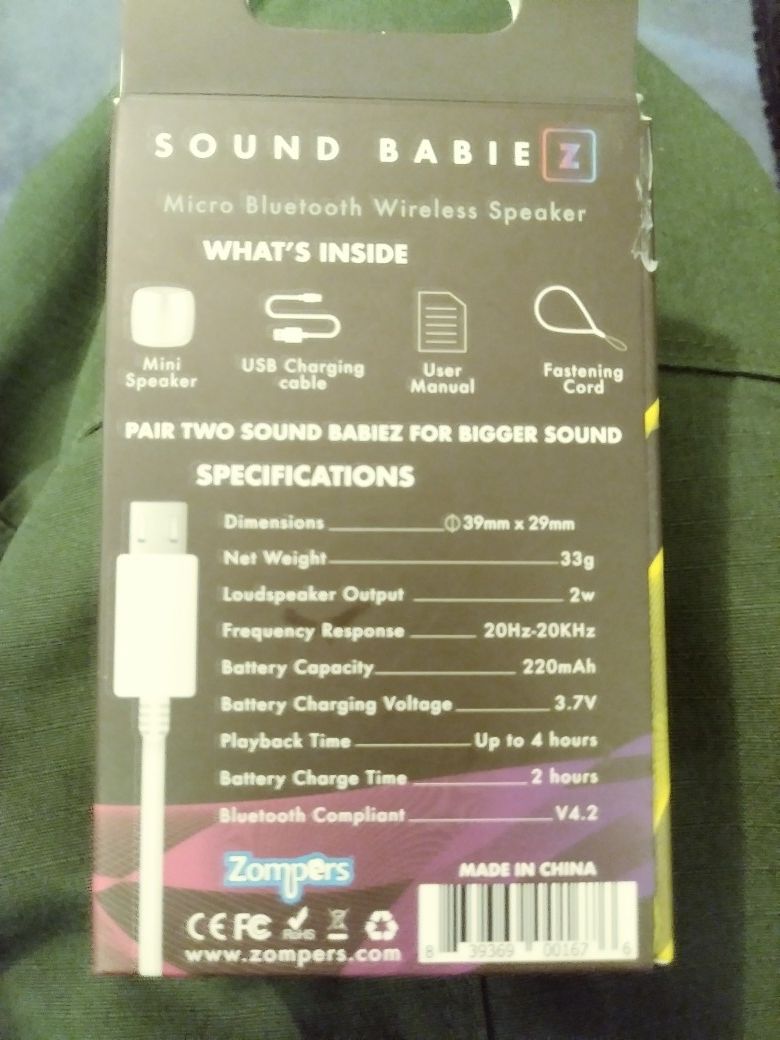 SOUND BABIEZ
Micro Bluetooth Wireless Speaker
WHAT'S INSIDE
Mini Speaker
USB Charging cable
User Manual
Fastening Cord
PAIR TWO SOUND BABIEZ FOR BIGGER SOUND
SPECIFICATIONS
Dimensions Φ39mm x 29mm
Net Weight 33g
Loudspeaker Output 2w
Frequency Response 20Hz-20KHz
Battery Capacity 220mAh
Battery Charging Voltage 3.7V
Playback Time Up to 4 hours
Battery Charge Time 2 hours
Bluetooth Compliant V4.2
Zompers
MADE IN CHINA
CE FC RoHS
www.zompers.com
8 39369 00167 6